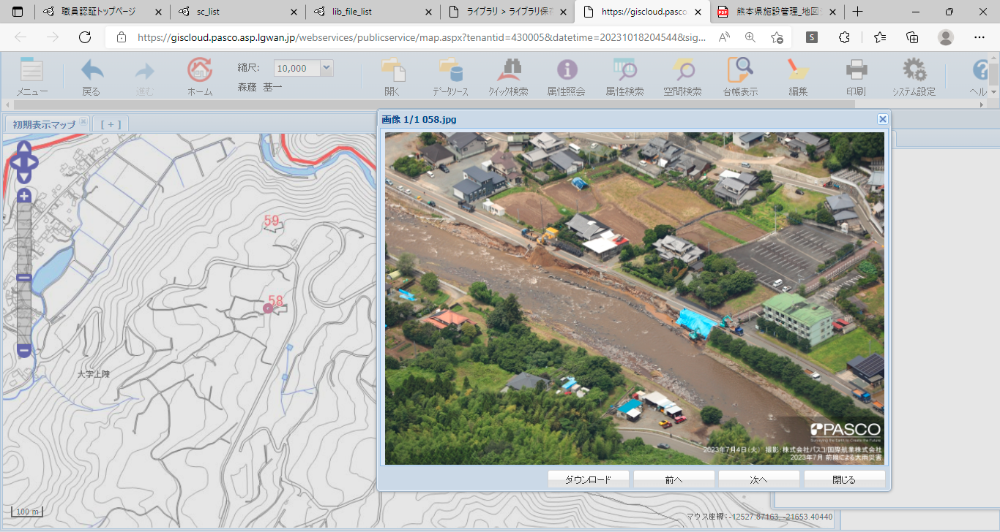 職員認証トップページ
sc_list
lib_file_list
ライブラリ > ライブラリ保存
https://giscloud.pasco
熊本県施設管理_地図
https://giscloud.pasco.asp.lgwan.jp/webservices/publicservice/map.aspx?tenantid=430005&datetime=20231018204544&sig...
メニュー
戻る
進む
ホーム
縮尺:
10,000
森藤 基一
開く
データソース
クイック検索
属性照会
属性検索
空間検索
台帳表示
編集
印刷
システム設定
ヘル
初期表示マップ
[ + ]
画像 1/1 058.jpg
59
58
大字上陳
PASCO
Surveying the Earth to Create the Future
2023年7月4日(火) 撮影:株式会社パスコ/国際航業株式会社
2023年7月 前線による大雨災害
ダウンロード
前へ
次へ
閉じる
100 m
マウス座標:-12527.87163, -21653.40440